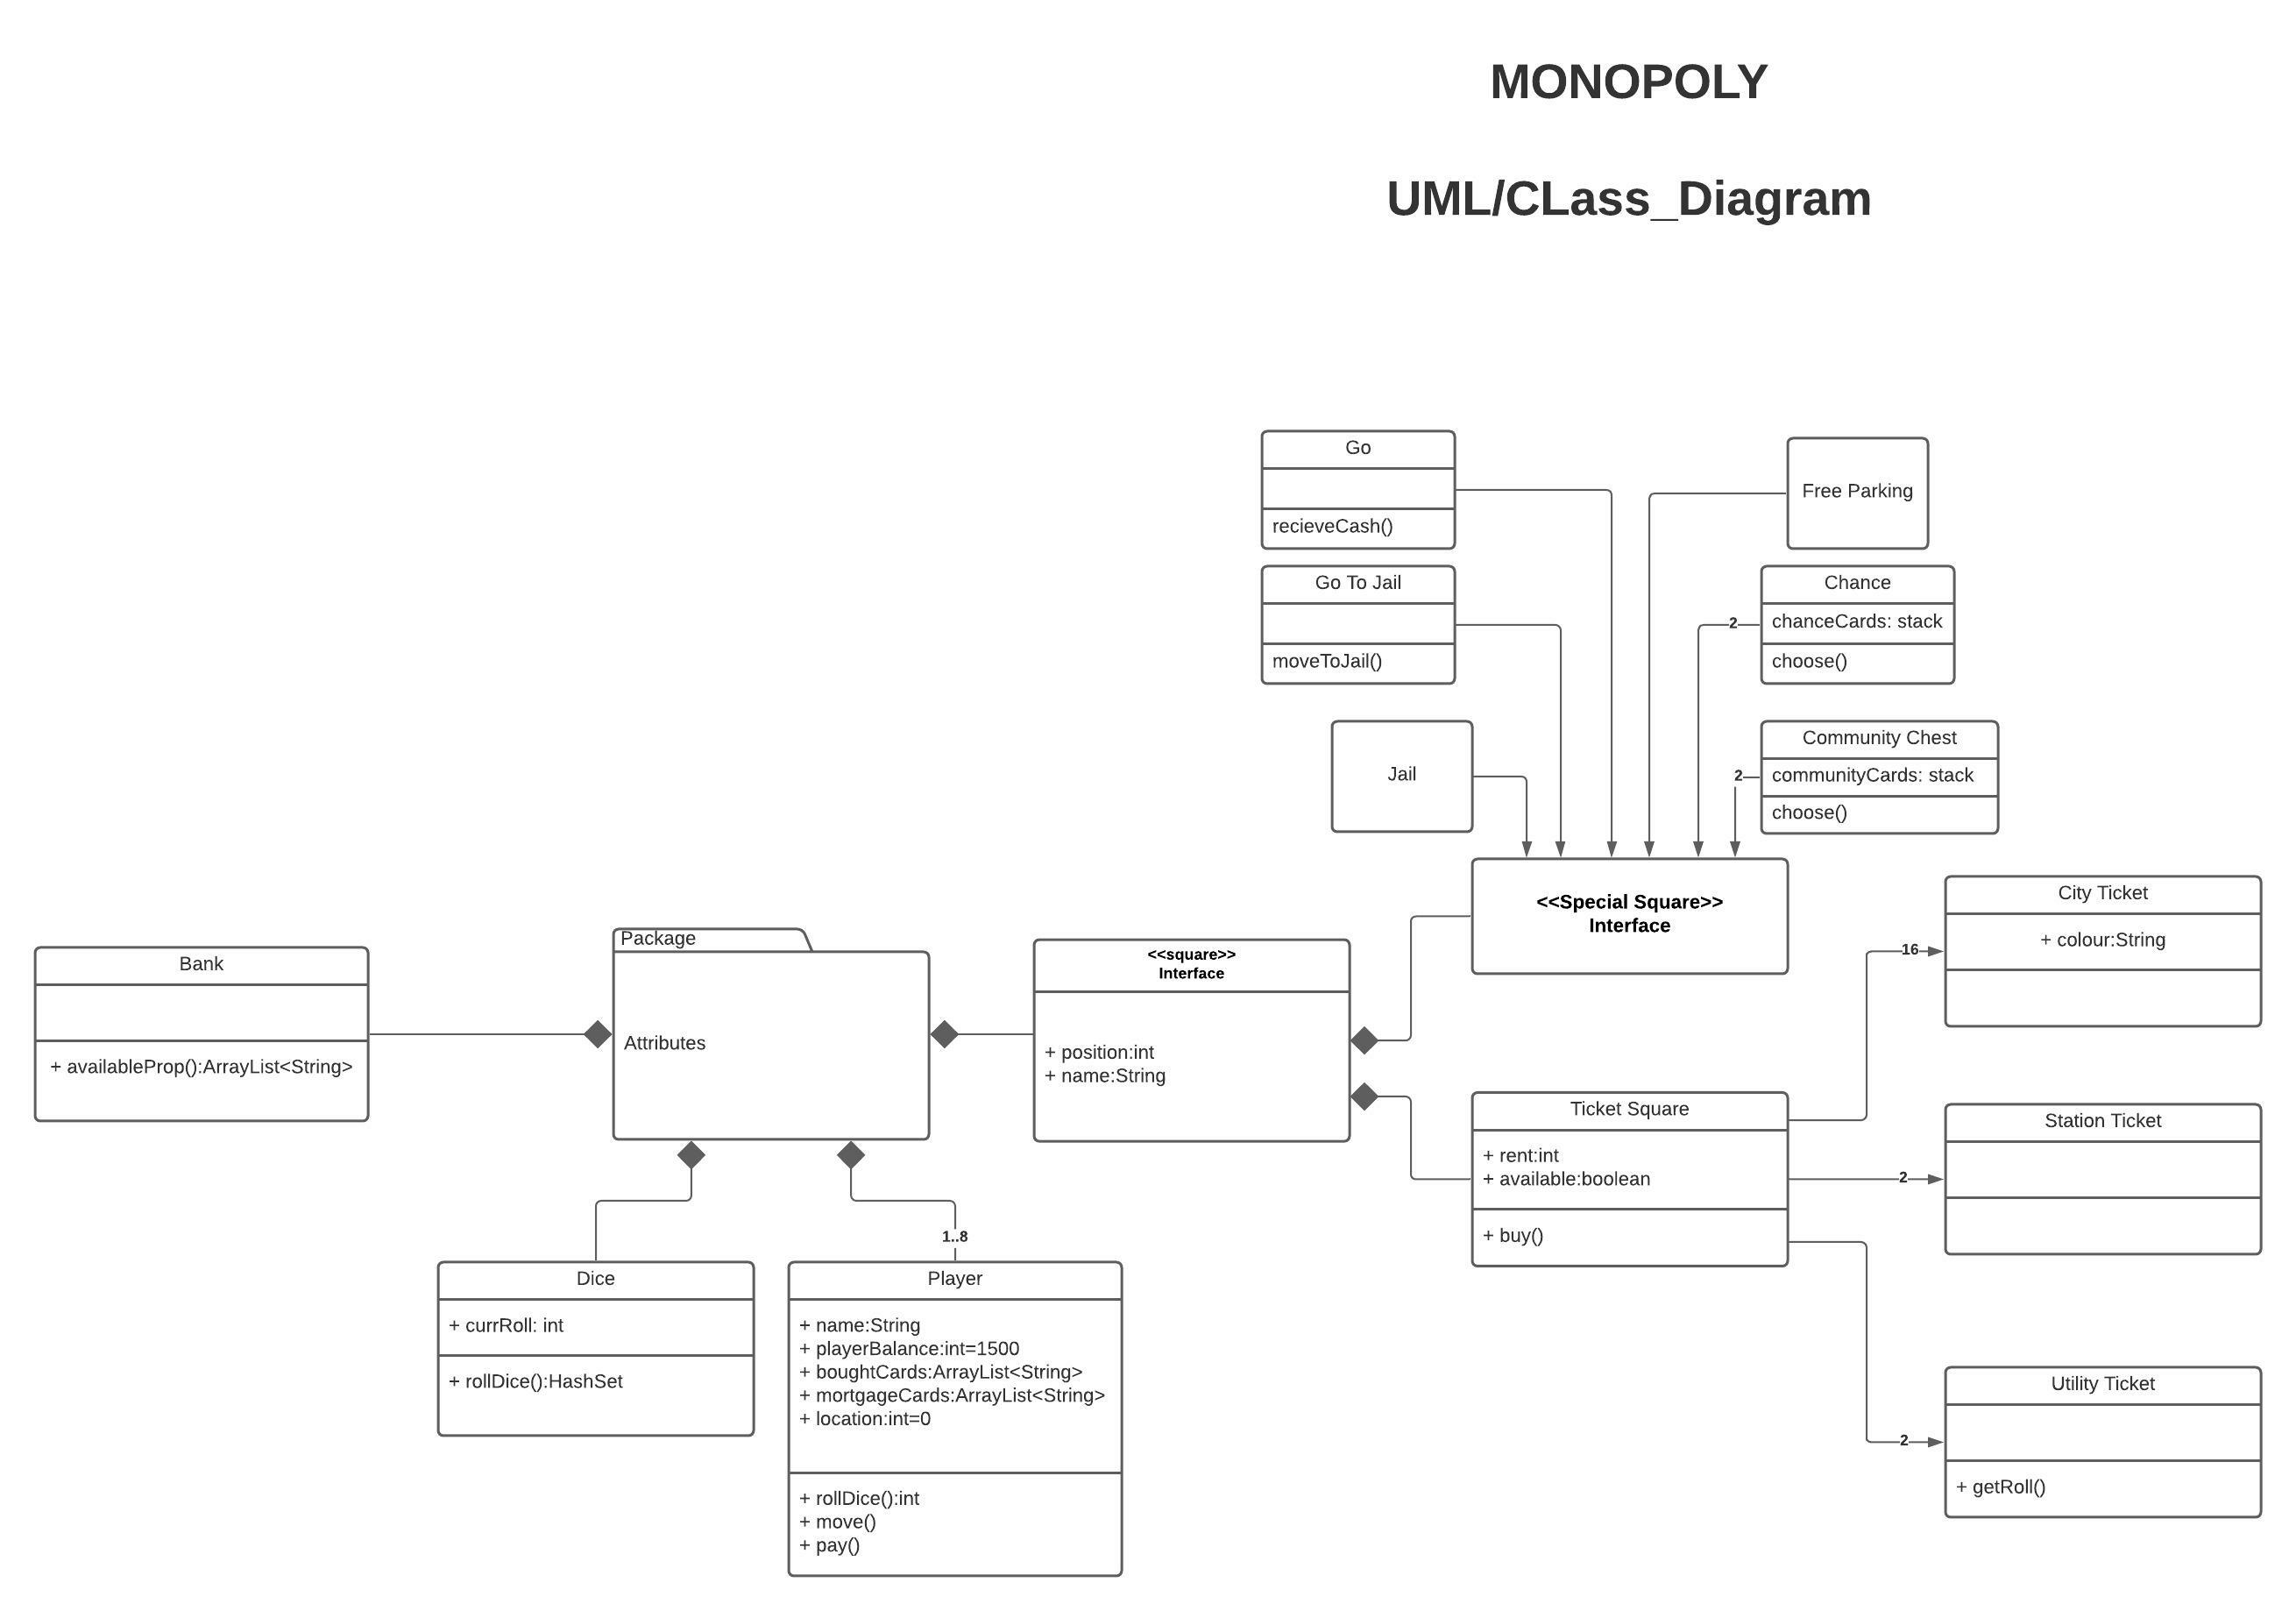 MONOPOLY
UML/CLass_Diagram
Go
recieveCash()
Free Parking
Go To Jail
moveToJail()
Chance
chanceCards: stack
choose()
2
Jail
Community Chest
communityCards: stack
choose()
2
<<Special Square>>
Interface
Bank
+ availableProp():ArrayList<String>
Package
Attributes
<<square>>
Interface
+ position:int
+ name:String
City Ticket
+ colour:String
16
Ticket Square
+ rent:int
+ available:boolean
+ buy()
Station Ticket
2
Utility Ticket
+ getRoll()
2
1..8
Dice
+ currRoll: int
+ rollDice():HashSet
Player
+ name:String
+ playerBalance:int=1500
+ boughtCards:ArrayList<String>
+ mortgageCards:ArrayList<String>
+ location:int=0
+ rollDice():int
+ move()
+ pay()